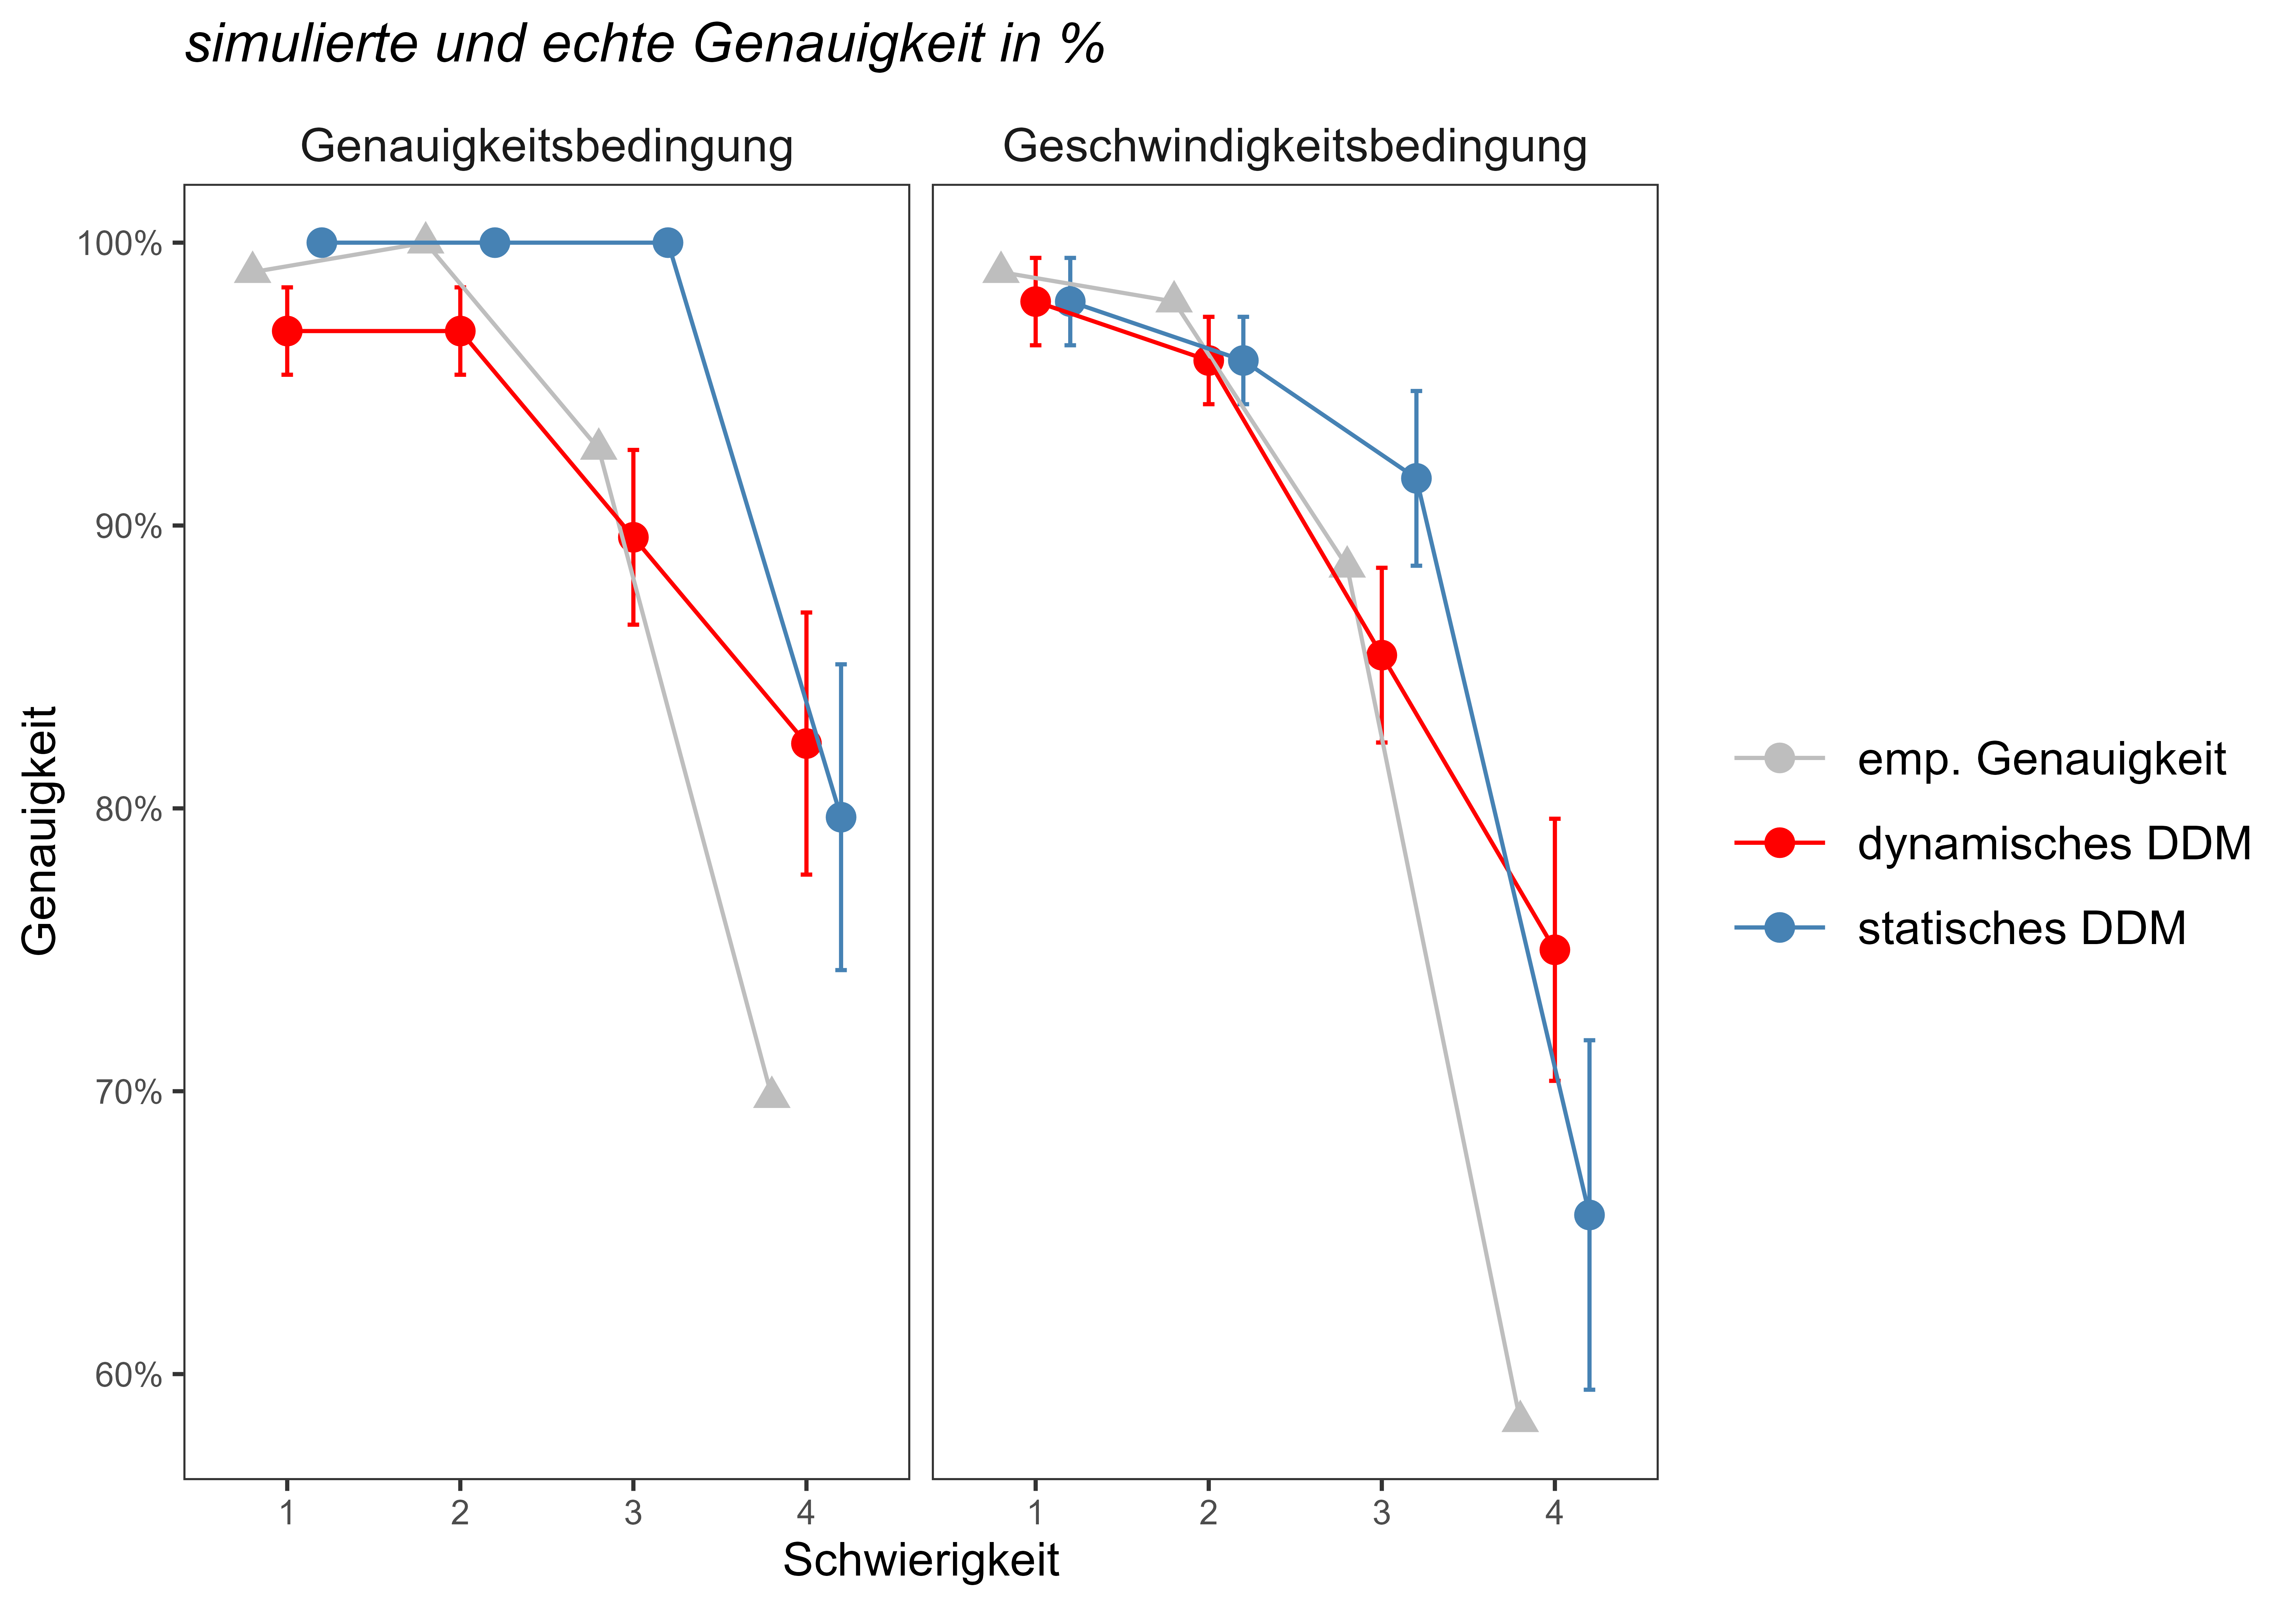 simulierte und echte Genauigkeit in %
Genauigkeitsbedingung
Geschwindigkeitsbedingung
100%
90%
80%
70%
60%
Genauigkeit
1 2 3 4
1 2 3 4
Schwierigkeit
emp. Genauigkeit
dynamisches DDM
statisches DDM